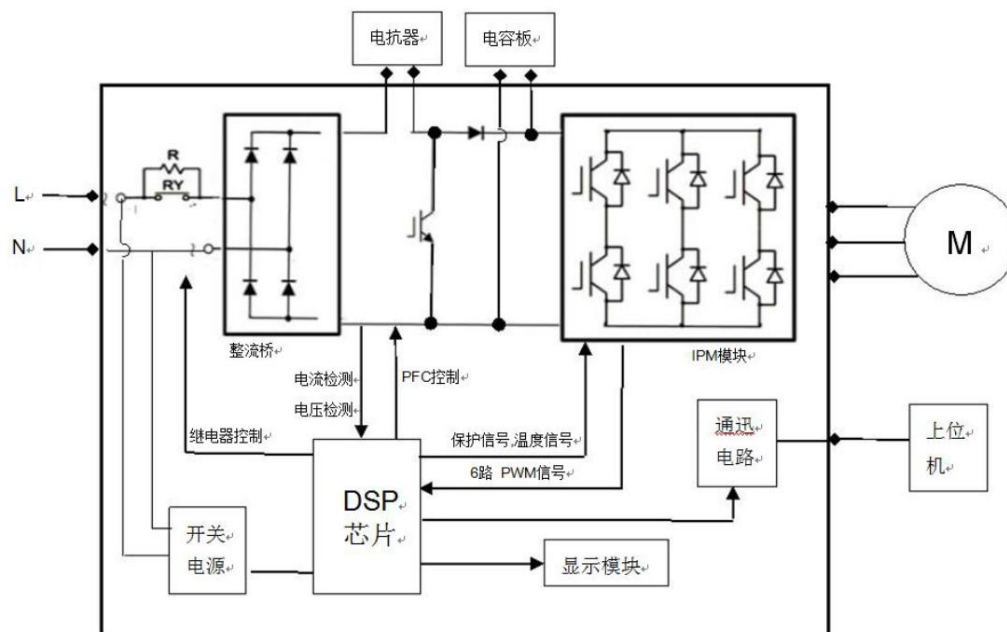 电抗器
电容板
R
RY
L
N
M
整流桥
IPM模块
电流检测
电压检测
PFC控制
继电器控制
保护信号,温度信号
6路 PWM信号
通迅
电路
上位
机
DSP
芯片
开关
电源
显示模块